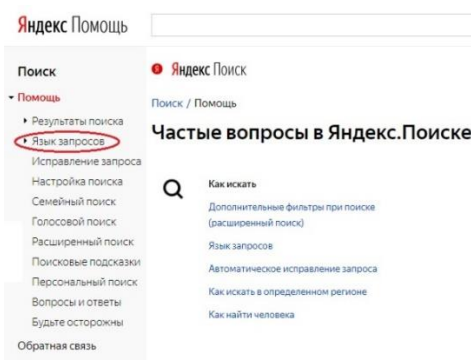 Яндекс Помощь
Поиск
Помощь
Результаты поиска
Язык запросов
Исправление запроса
Настройка поиска
Семейный поиск
Голосовой поиск
Расширенный поиск
Поисковые подсказки
Персональный поиск
Вопросы и ответы
Будьте осторожны
Обратная связь
Я Яндекс Поиск
Поиск / Помощь
Частые вопросы в Яндекс.Поиске
Как искать
Дополнительные фильтры при поиске
(расширенный поиск)
Язык запросов
Автоматическое исправление запроса
Как искать в определенном регионе
Как найти человека